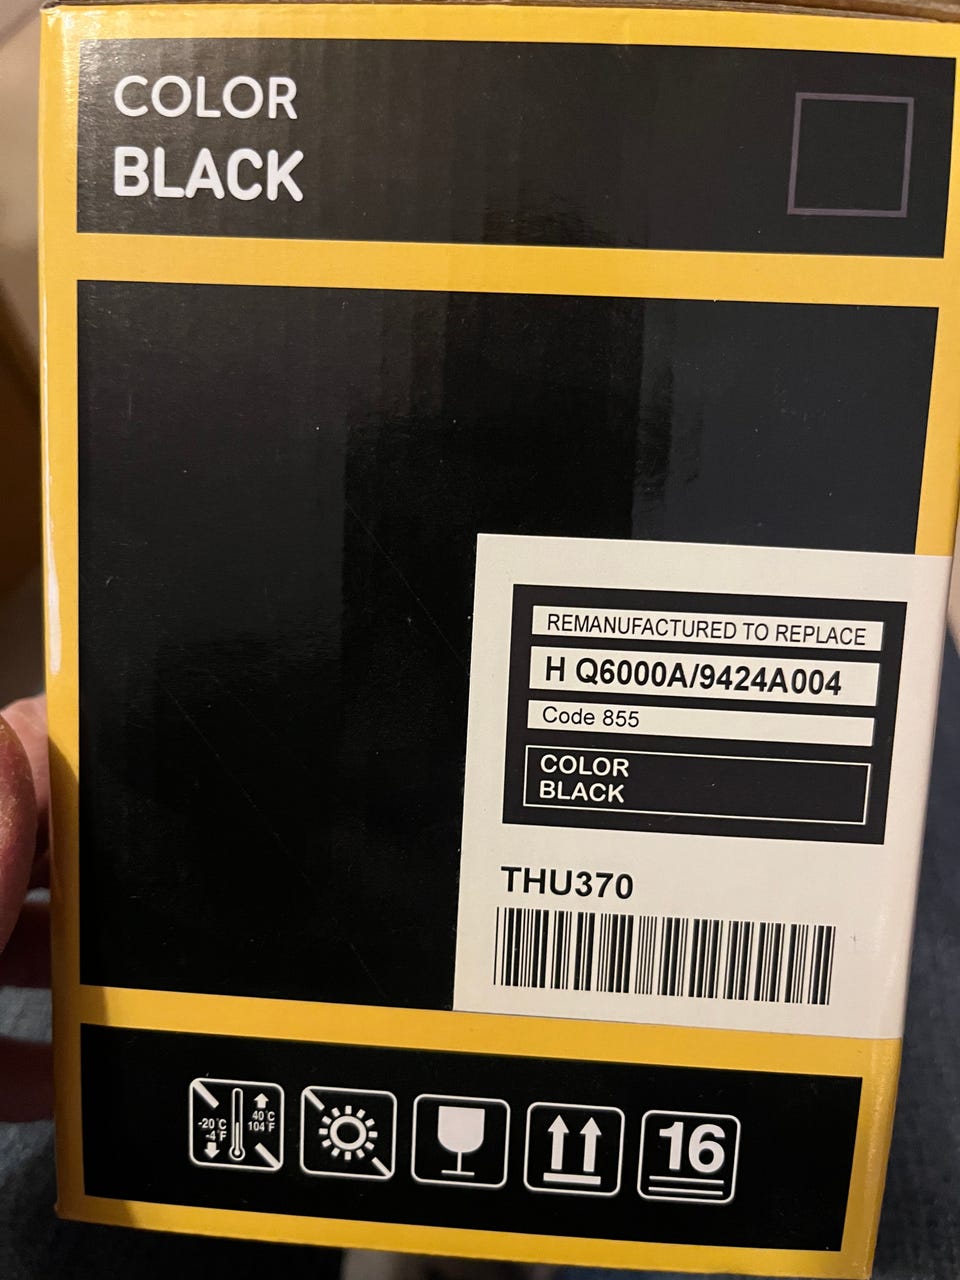 COLOR
BLACK
REMANUFACTURED TO REPLACE
H Q6000A/9424A004
Code 855
COLOR
BLACK
THU370
-20°C
-4°F
40°C
104°F
16